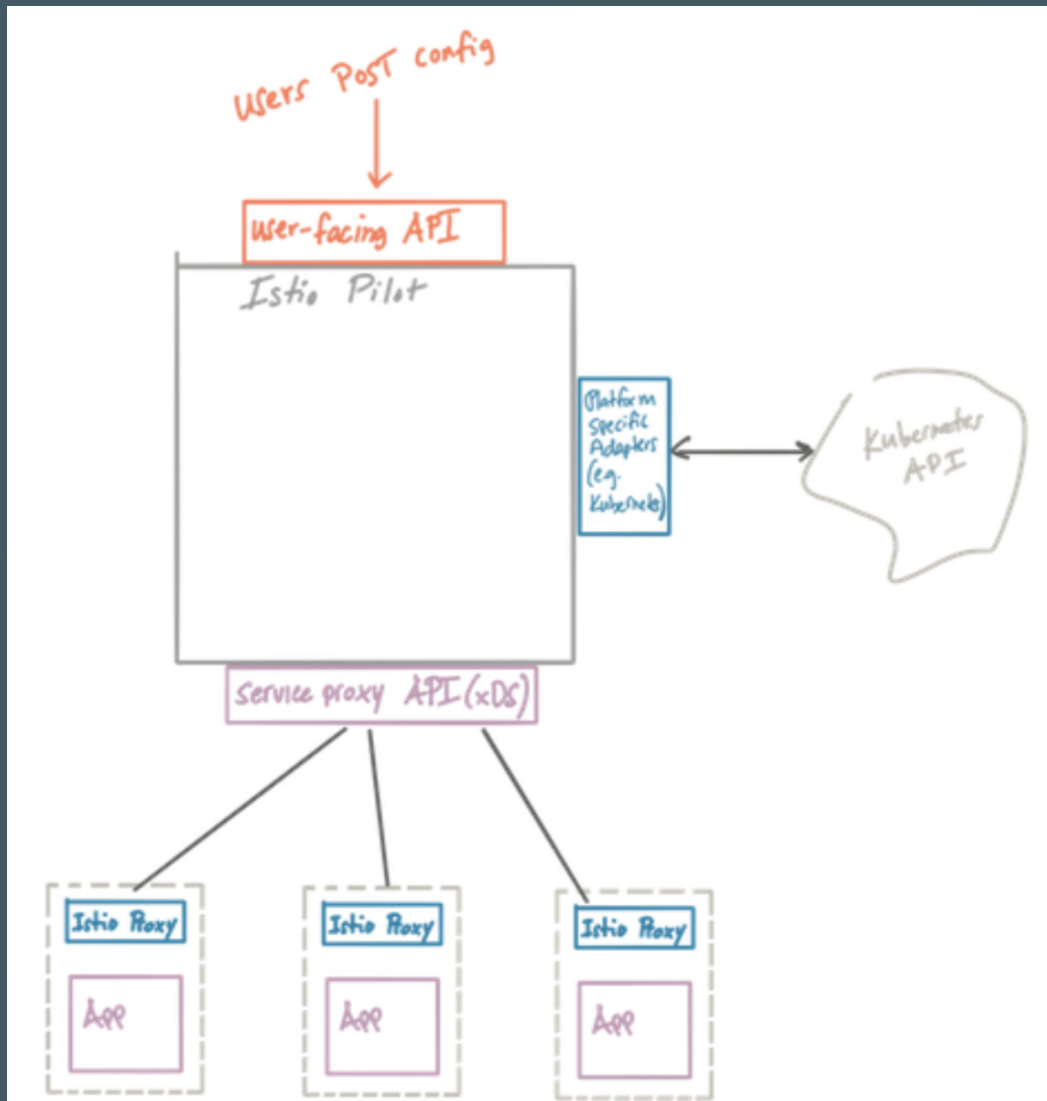 Users POST config
user-facing API
Istio Pilot
Platform
Specific
Adapters
(e.g.
Kubernetes)
Kubernetes
API
Service proxy API (xDS)
Istio Proxy
App
Istio Proxy
App
Istio Proxy
App